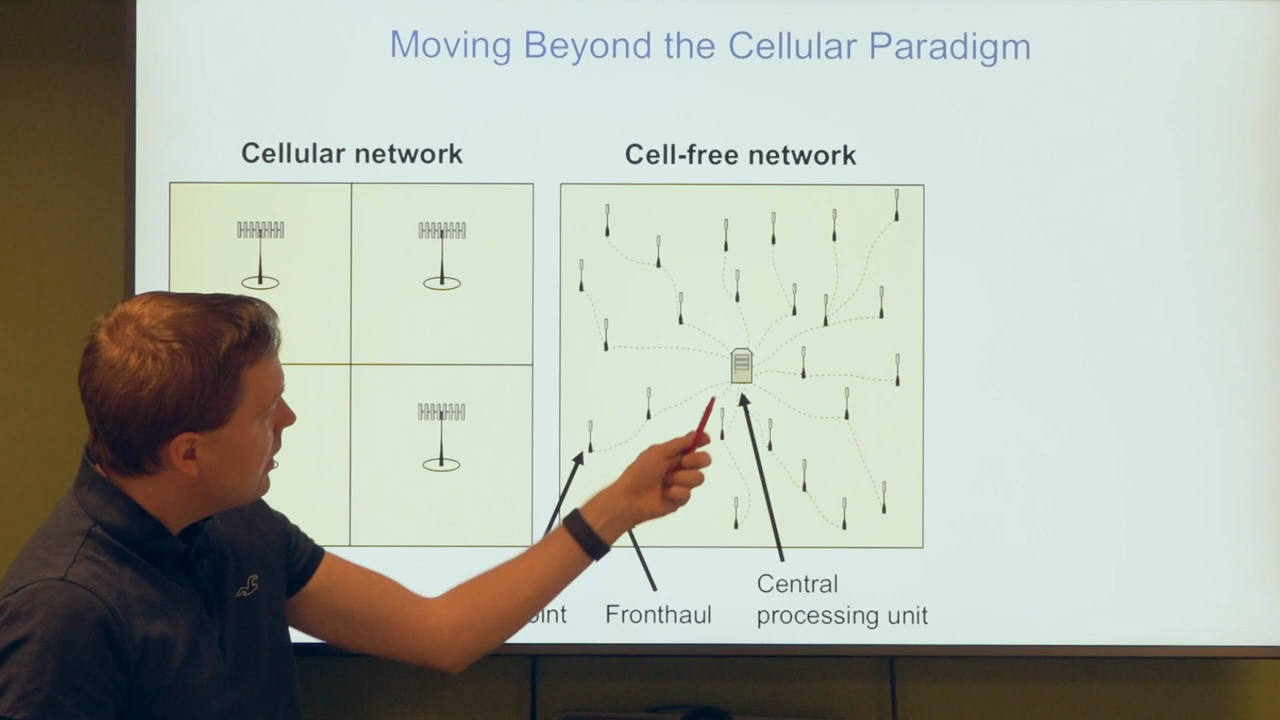 Moving Beyond the Cellular Paradigm
Cellular network
Cell-free network
Fronthaul
Central
processing unit